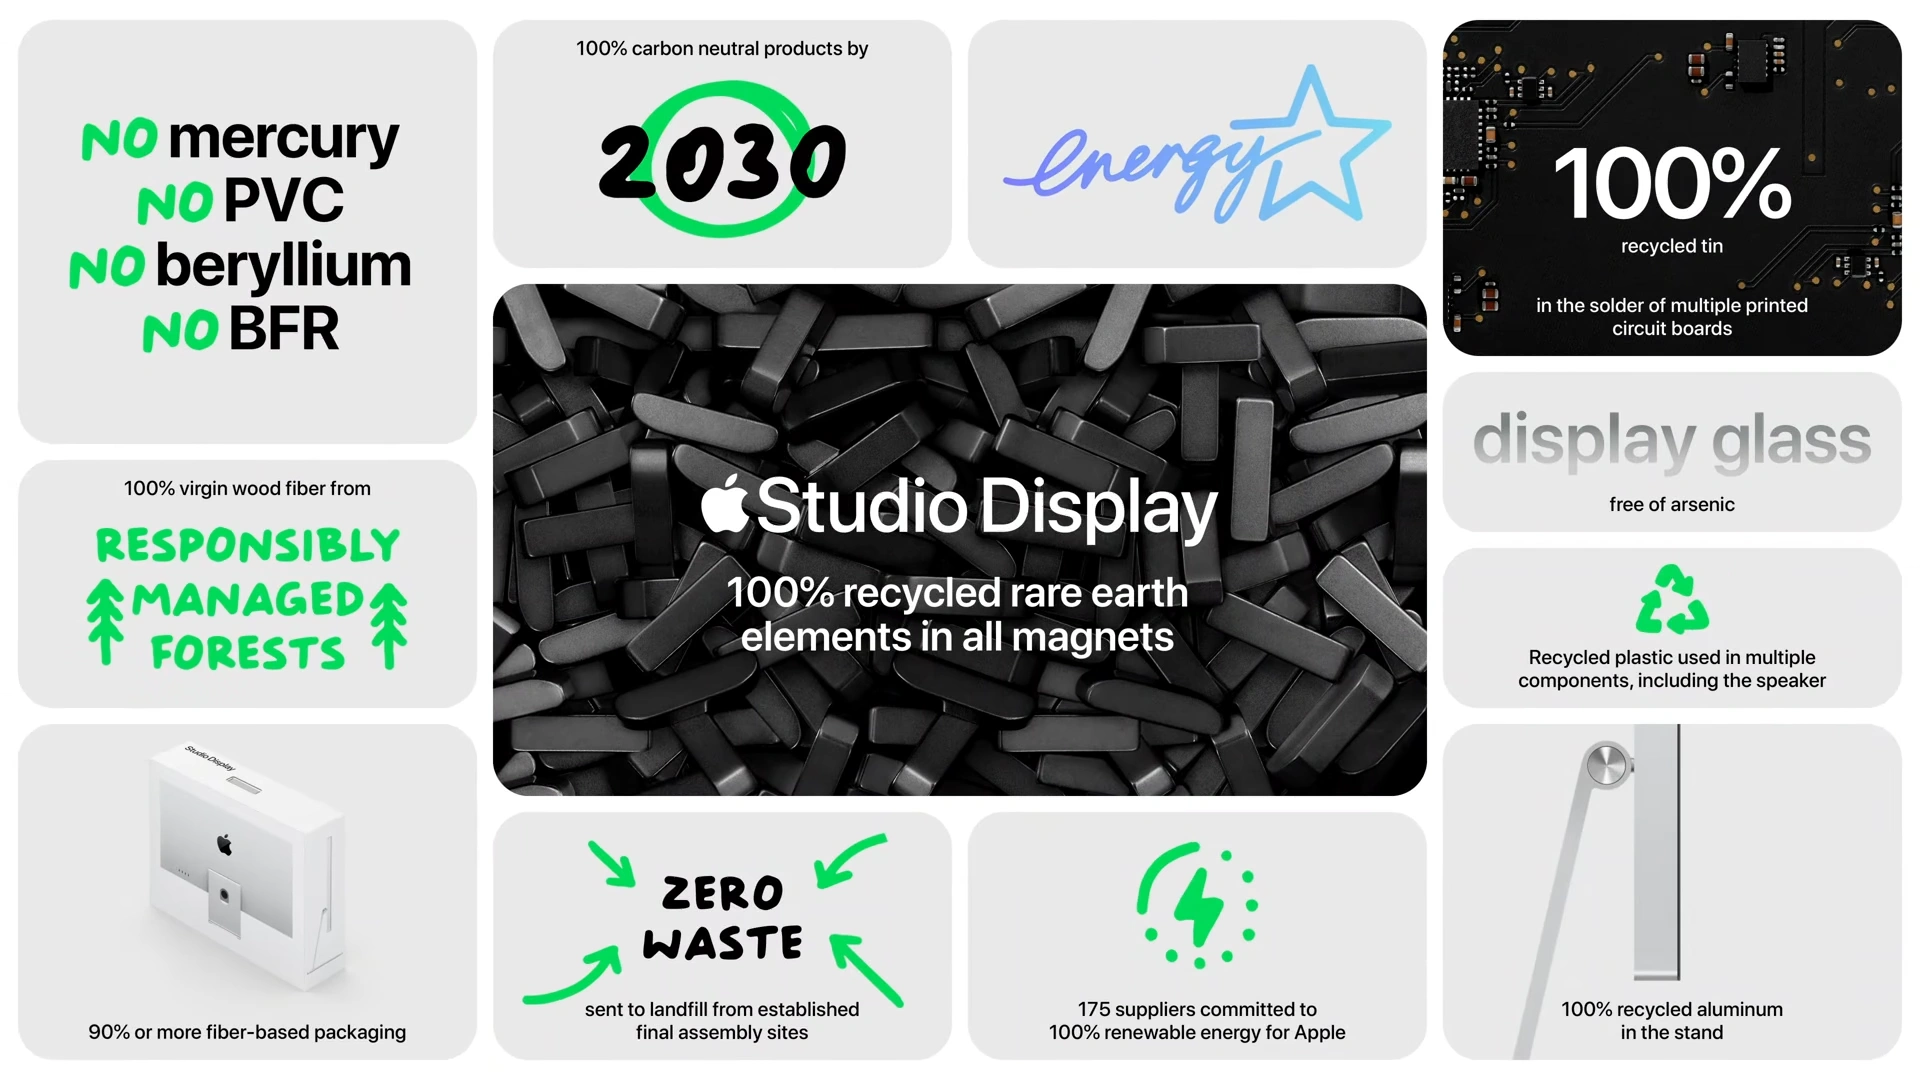 NO mercury
NO PVC
NO beryllium
NO BFR
100% carbon neutral products by
2030
energy
100%
recycled tin
in the solder of multiple printed
circuit boards
100% virgin wood fiber from
RESPONSIBLY
MANAGED
FORESTS
Studio Display
100% recycled rare earth
elements in all magnets
display glass
free of arsenic
Recycled plastic used in multiple
components, including the speaker
Studio Display
90% or more fiber-based packaging
ZERO
WASTE
sent to landfill from established
final assembly sites
175 suppliers committed to
100% renewable energy for Apple
100% recycled aluminum
in the stand